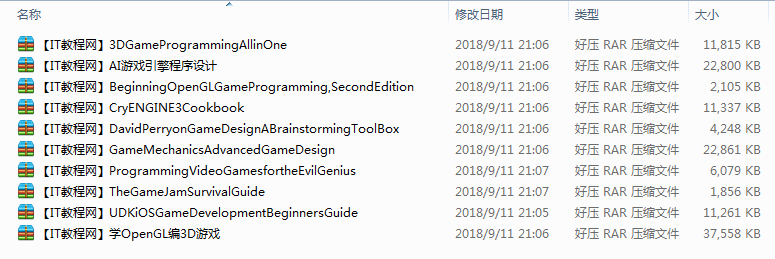 名称 修改日期 类型 大小
【IT教程网】3DGameProgrammingAllinOne 2018/9/11 21:06 好压 RAR 压缩文件 11,815 KB
【IT教程网】AI游戏引擎程序设计 2018/9/11 21:06 好压 RAR 压缩文件 22,800 KB
【IT教程网】BeginningOpenGLGameProgramming,SecondEdition 2018/9/11 21:06 好压 RAR 压缩文件 2,105 KB
【IT教程网】CryENGINE3Cookbook 2018/9/11 21:06 好压 RAR 压缩文件 11,337 KB
【IT教程网】DavidPerryonGameDesignABrainstormingToolBox 2018/9/11 21:06 好压 RAR 压缩文件 4,248 KB
【IT教程网】GameMechanicsAdvancedGameDesign 2018/9/11 21:06 好压 RAR 压缩文件 22,861 KB
【IT教程网】ProgrammingVideoGamesfortheEvilGenius 2018/9/11 21:07 好压 RAR 压缩文件 6,079 KB
【IT教程网】TheGameJamSurvivalGuide 2018/9/11 21:07 好压 RAR 压缩文件 1,856 KB
【IT教程网】UDKiOSGameDevelopmentBeginnersGuide 2018/9/11 21:05 好压 RAR 压缩文件 11,261 KB
【IT教程网】学OpenGL编3D游戏 2018/9/11 21:06 好压 RAR 压缩文件 37,558 KB